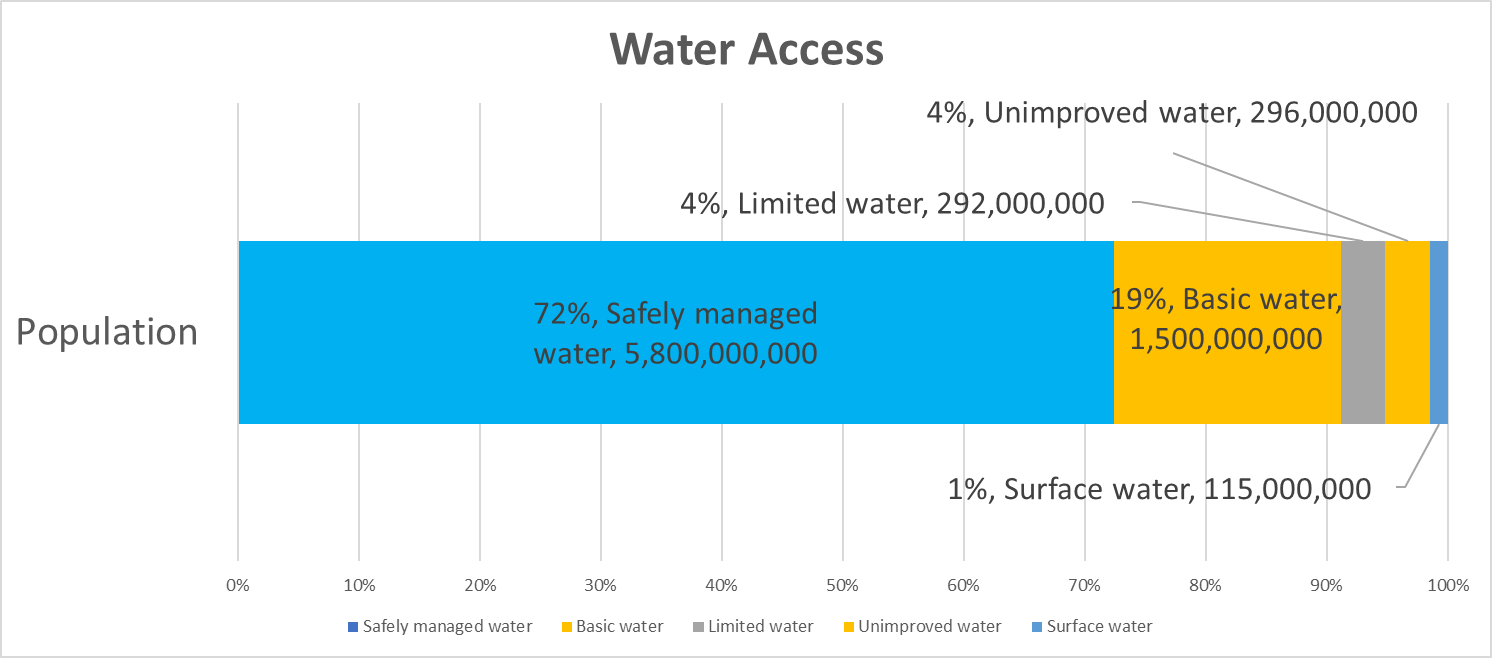 Water Access
4%, Unimproved water, 296,000,000
4%, Limited water, 292,000,000
Population
72%, Safely managed
water, 5,800,000,000
19%, Basic water,
1,500,000,000
1%, Surface water, 115,000,000
0% 10% 20% 30% 40% 50% 60% 70% 80% 90% 100%
Safely managed water Basic water Limited water Unimproved water Surface water